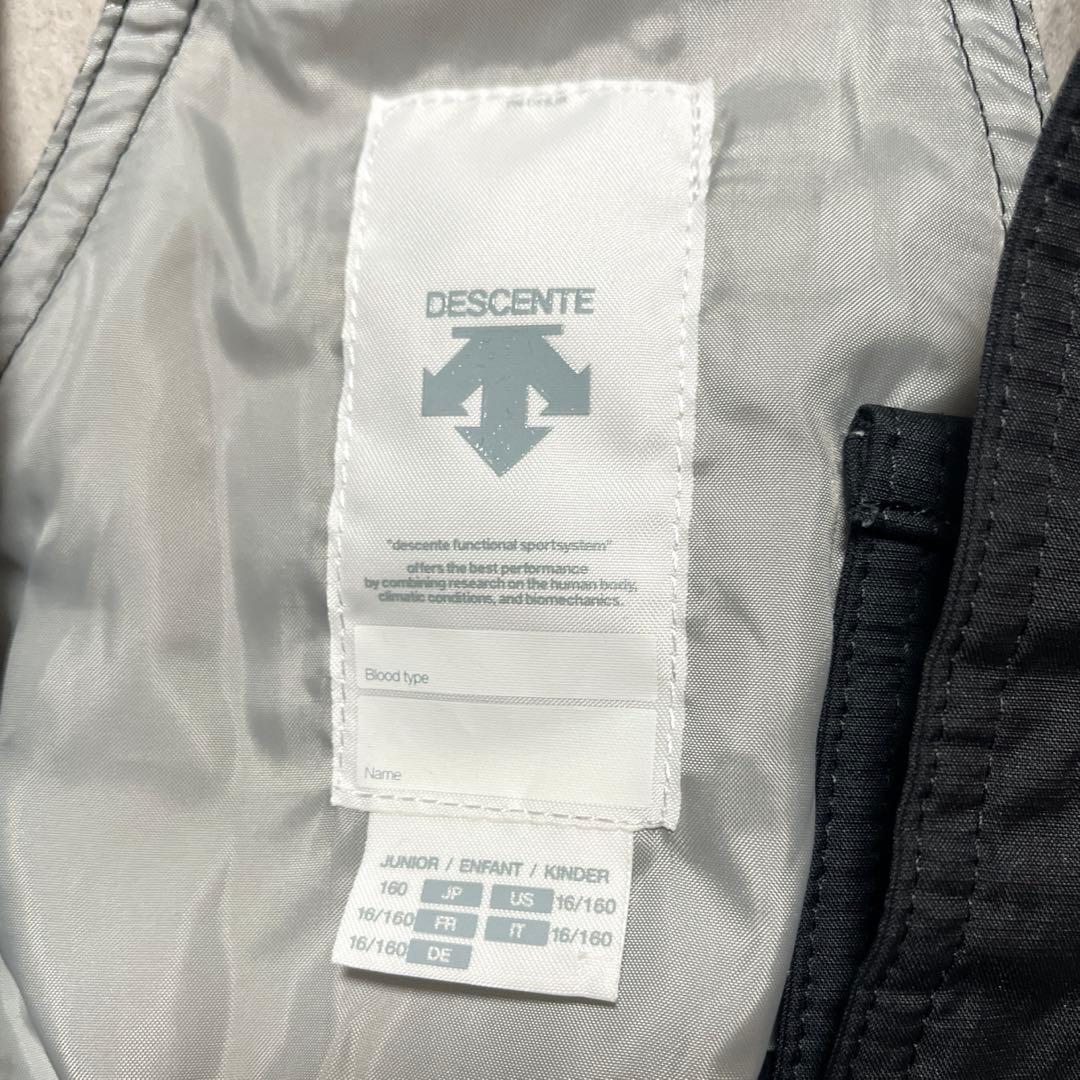 DESCENTE
"descente functional sportsystem"
offers the best performance
by combining research on the human body,
climatic conditions, and biomechanics.
Blood type
Name
JUNIOR / ENFANT / KINDER
160 JP US 16/160
16/160 FR IT 16/160
16/160 DE